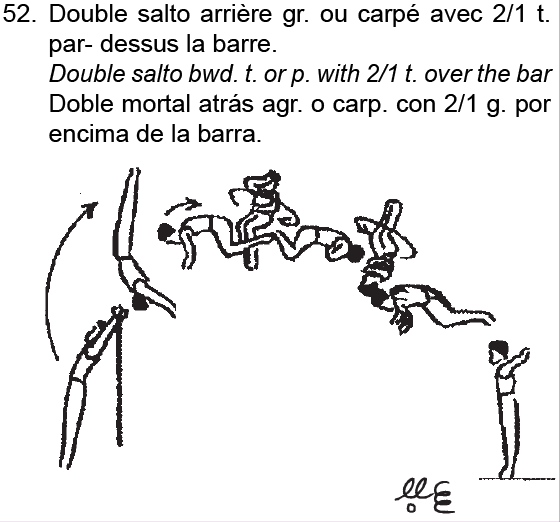 52. Double salto arrière gr. ou carpé avec 2/1 t.
par- dessus la barre.
Double salto bwd. t. or p. with 2/1 t. over the bar
Doble mortal atrás agr. o carp. con 2/1 g. por
encima de la barra.